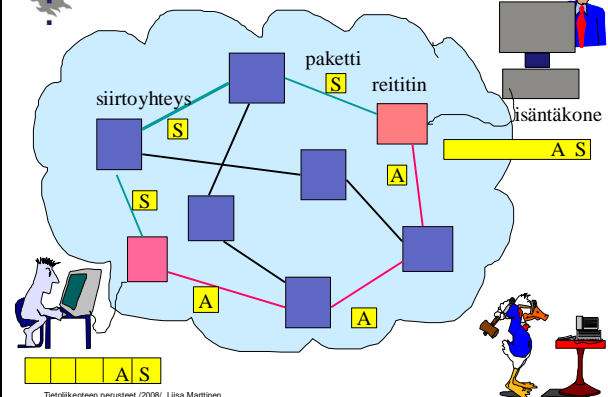 paketti
S
reititin
siirtoyhteys
isäntäkone
S
A S
A
S
A
A
A S
Tietoliikenteen perusteet /2008/ Liisa Marttinen